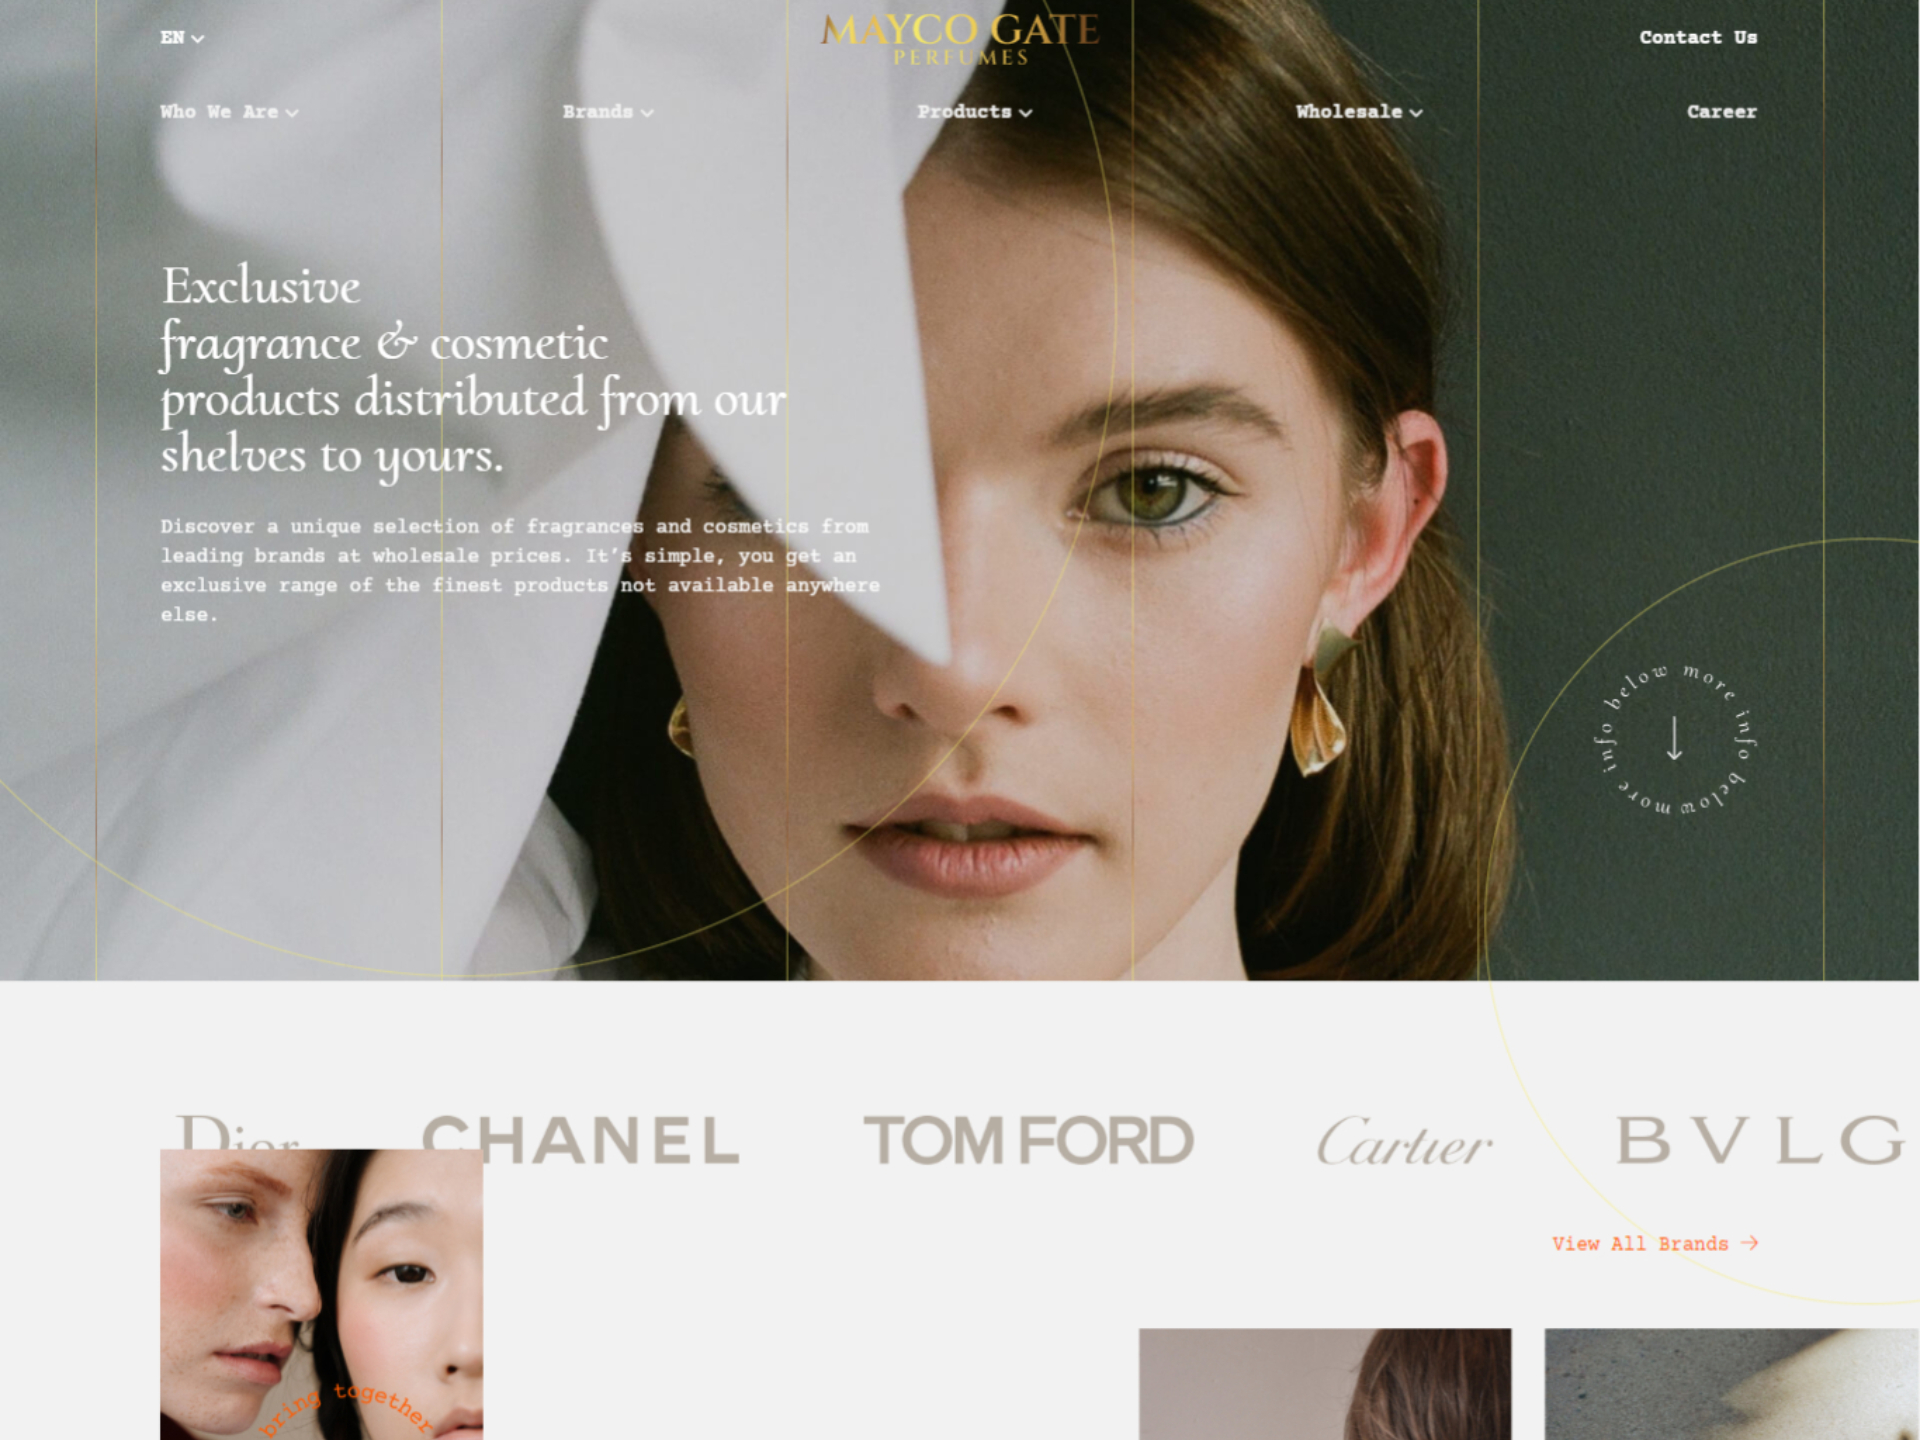 EN
MAYCO GATE
PERFUMES
Contact Us
Who We Are
Brands
Products
Wholesale
Career
Exclusive
fragrance & cosmetic
products distributed from our
shelves to yours.
Discover a unique selection of fragrances and cosmetics from
leading brands at wholesale prices. It's simple, you get an
exclusive range of the finest products not available anywhere
else.
more info below more info below
Dior
CHANEL
TOM FORD
Cartier
BVLG
View All Brands
bring together